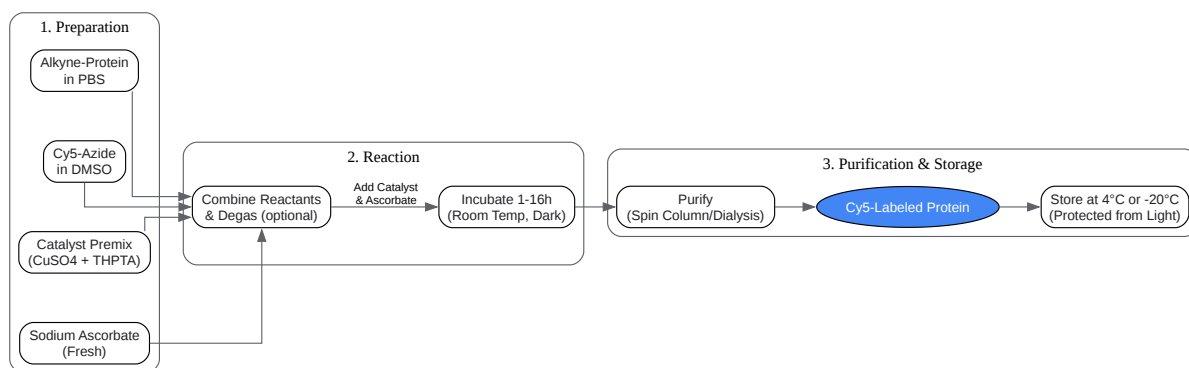 1. Preparation
Alkyne-Protein
in PBS
Cy5-Azide
in DMSO
Catalyst Premix
(CuSO4 + THPTA)
Sodium Ascorbate
(Fresh)
2. Reaction
Combine Reactants
& Degas (optional)
Add Catalyst
& Ascorbate
Incubate 1-16h
(Room Temp, Dark)
3. Purification & Storage
Purify
(Spin Column/Dialysis)
Cy5-Labeled Protein
Store at 4°C or -20°C
(Protected from Light)